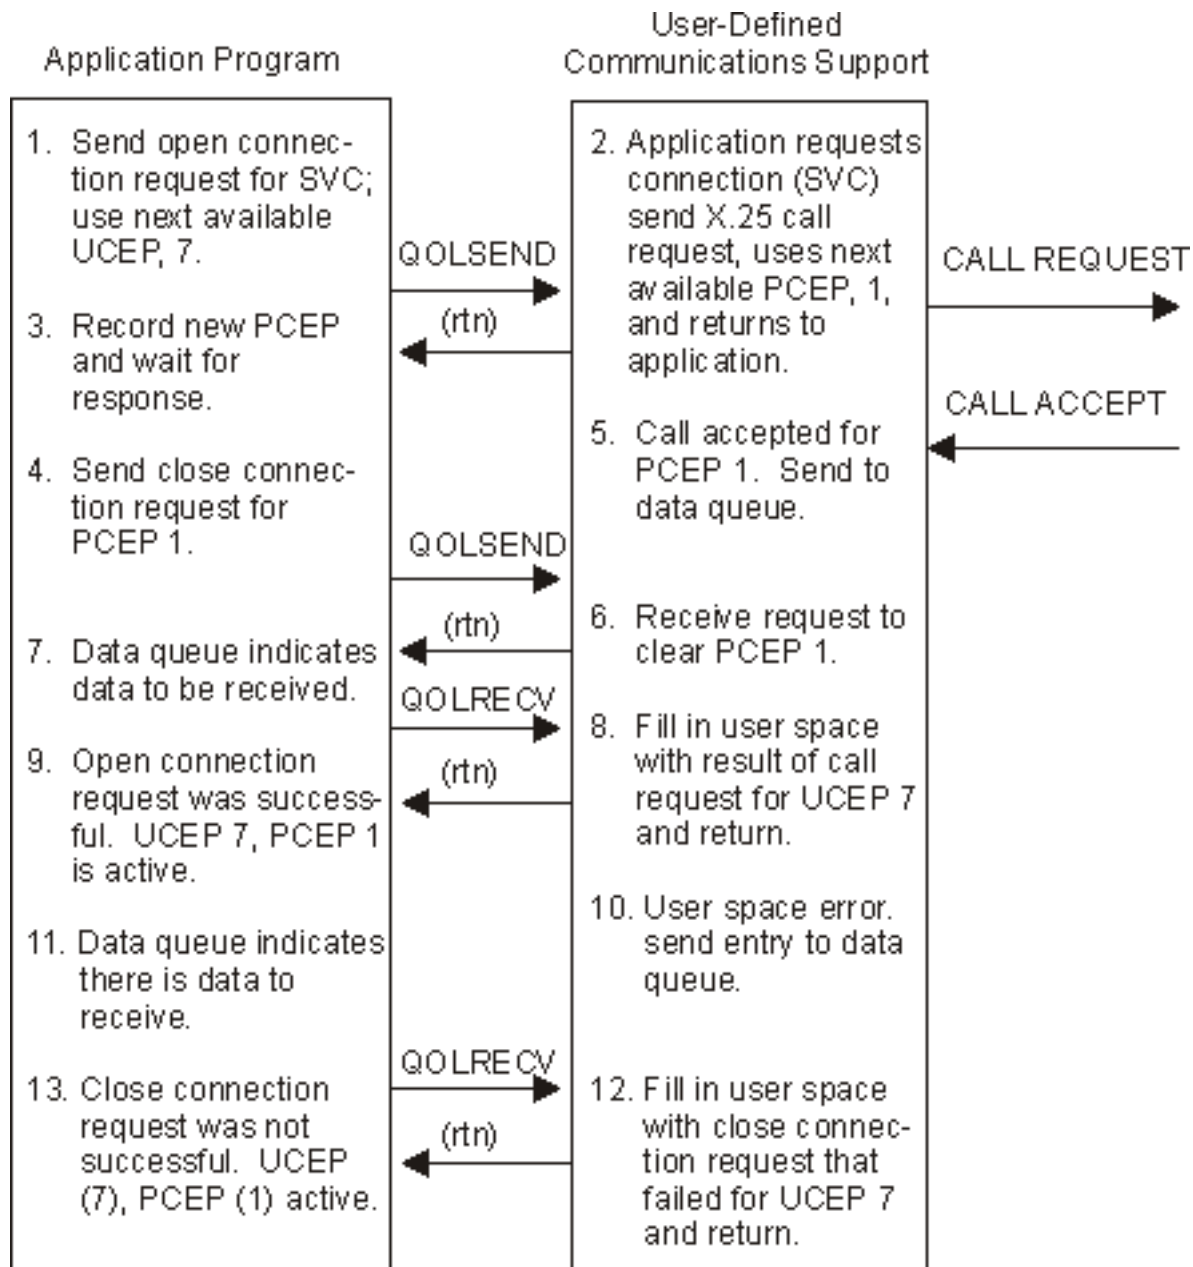 User-Defined
Communications Support
Application Program
1. Send open connec-
tion request for SVC;
use next available
UCEP, 7.
QOLSEND
2. Application requests
connection (SVC)
send X.25 call
request, uses next
available PCEP, 1,
and returns to
application.
CALL REQUEST
(rtn)
3. Record new PCEP
and wait for
response.
CALL ACCEPT
4. Send close connec-
tion request for
PCEP 1.
5. Call accepted for
PCEP 1. Send to
data queue.
QOLSEND
(rtn)
6. Receive request to
clear PCEP 1.
7. Data queue indicates
data to be received.
QOLRECV
8. Fill in user space
with result of call
request for UCEP 7
and return.
(rtn)
9. Open connection
request was success-
ful. UCEP 7, PCEP 1
is active.
10. User space error.
send entry to data
queue.
11. Data queue indicates
there is data to
receive.
QOLRECV
12. Fill in user space
with close connec-
tion request that
failed for UCEP 7
and return.
(rtn)
13. Close connection
request was not
successful. UCEP
(7), PCEP (1) active.